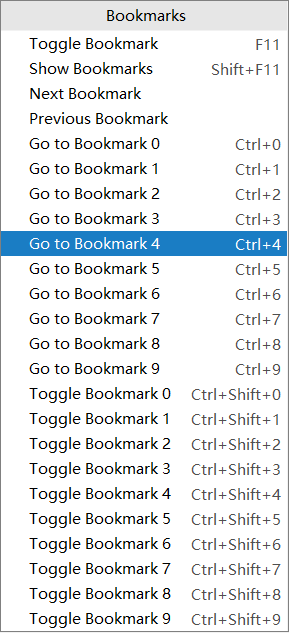 Bookmarks
Toggle Bookmark F11
Show Bookmarks Shift+F11
Next Bookmark
Previous Bookmark
Go to Bookmark 0 Ctrl+0
Go to Bookmark 1 Ctrl+1
Go to Bookmark 2 Ctrl+2
Go to Bookmark 3 Ctrl+3
Go to Bookmark 4 Ctrl+4
Go to Bookmark 5 Ctrl+5
Go to Bookmark 6 Ctrl+6
Go to Bookmark 7 Ctrl+7
Go to Bookmark 8 Ctrl+8
Go to Bookmark 9 Ctrl+9
Toggle Bookmark 0 Ctrl+Shift+0
Toggle Bookmark 1 Ctrl+Shift+1
Toggle Bookmark 2 Ctrl+Shift+2
Toggle Bookmark 3 Ctrl+Shift+3
Toggle Bookmark 4 Ctrl+Shift+4
Toggle Bookmark 5 Ctrl+Shift+5
Toggle Bookmark 6 Ctrl+Shift+6
Toggle Bookmark 7 Ctrl+Shift+7
Toggle Bookmark 8 Ctrl+Shift+8
Toggle Bookmark 9 Ctrl+Shift+9